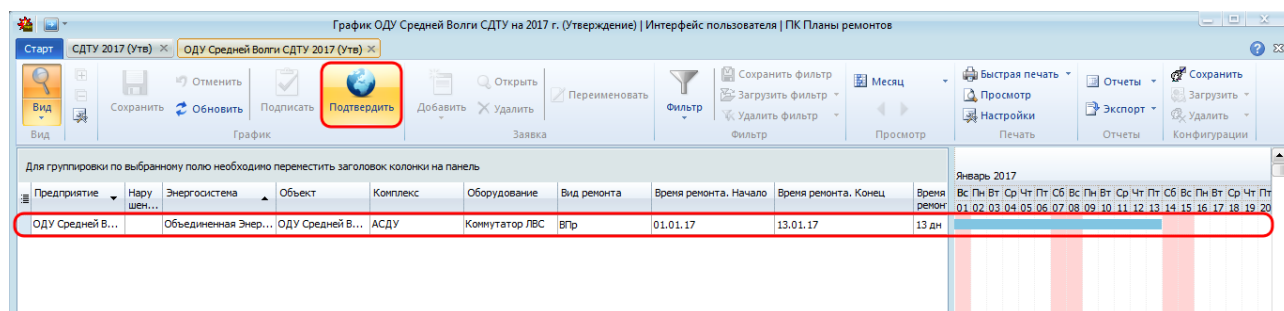 График ОДУ Средней Волги СДТУ на 2017 г. (Утверждение) | Интерфейс пользователя | ПК Планы ремонтов
Старт СДТУ 2017 (Утв) ОДУ Средней Волги СДТУ 2017 (Утв)
Вид Сохранить Отменить Обновить Подписать Подтвердить Добавить Открыть Удалить Переименовать Фильтр Сохранить фильтр Загрузить фильтр Удалить фильтр Месяц Быстрая печать Просмотр Настройки Отчеты Экспорт Сохранить Загрузить Удалить
Вид График Заявка Фильтр Просмотр Печать Отчеты Конфигурации
Для группировки по выбранному полю необходимо переместить заголовок колонки на панель
Январь 2017
Предприятие Нару шен... Энергосистема Объект Комплекс Оборудование Вид ремонта Время ремонта. Начало Время ремонта. Конец Время ремонт
Вс Пн Вт Ср Чт Пт Сб Вс Пн Вт Ср Чт Пт Сб Вс Пн Вт Ср Чт Пт
01 02 03 04 05 06 07 08 09 10 11 12 13 14 15 16 17 18 19 20
ОДУ Средней В... Объединенная Энер... ОДУ Средней В... АСДУ Коммутатор ЛВС ВПр 01.01.17 13.01.17 13 дн